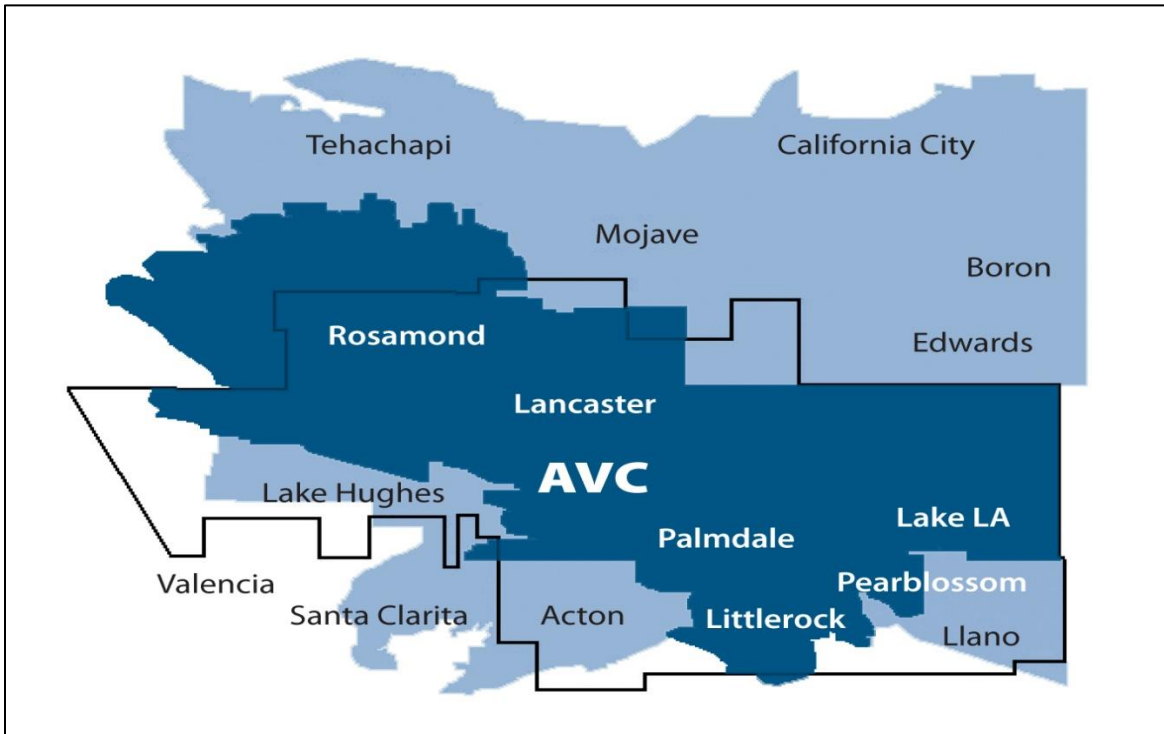 Tehachapi
California City
Mojave
Boron
Rosamond
Edwards
Lancaster
AVC
Lake Hughes
Lake LA
Palmdale
Valencia
Pearblossom
Santa Clarita
Acton
Littlerock
Llano